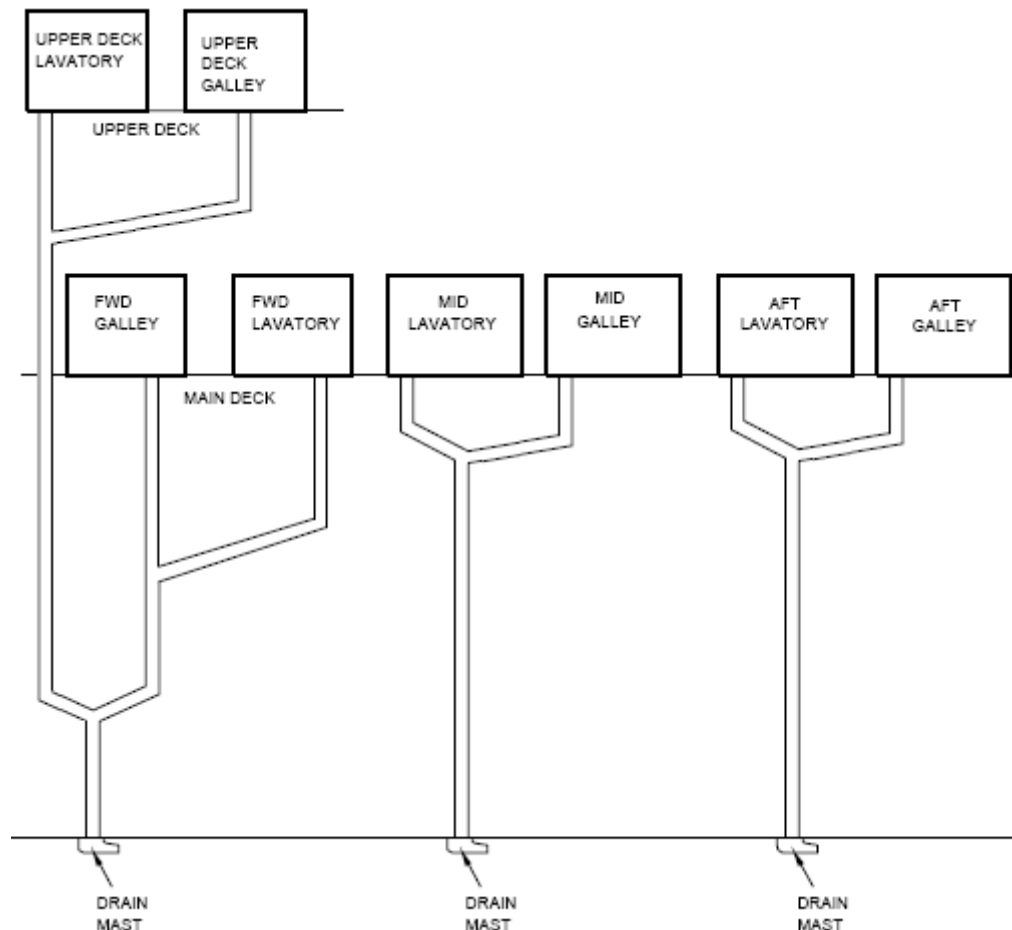 UPPER DECK
LAVATORY
UPPER
DECK
GALLEY
UPPER DECK
FWD
GALLEY
FWD
LAVATORY
MID
LAVATORY
MID
GALLEY
AFT
LAVATORY
AFT
GALLEY
MAIN DECK
DRAIN
MAST
DRAIN
MAST
DRAIN
MAST